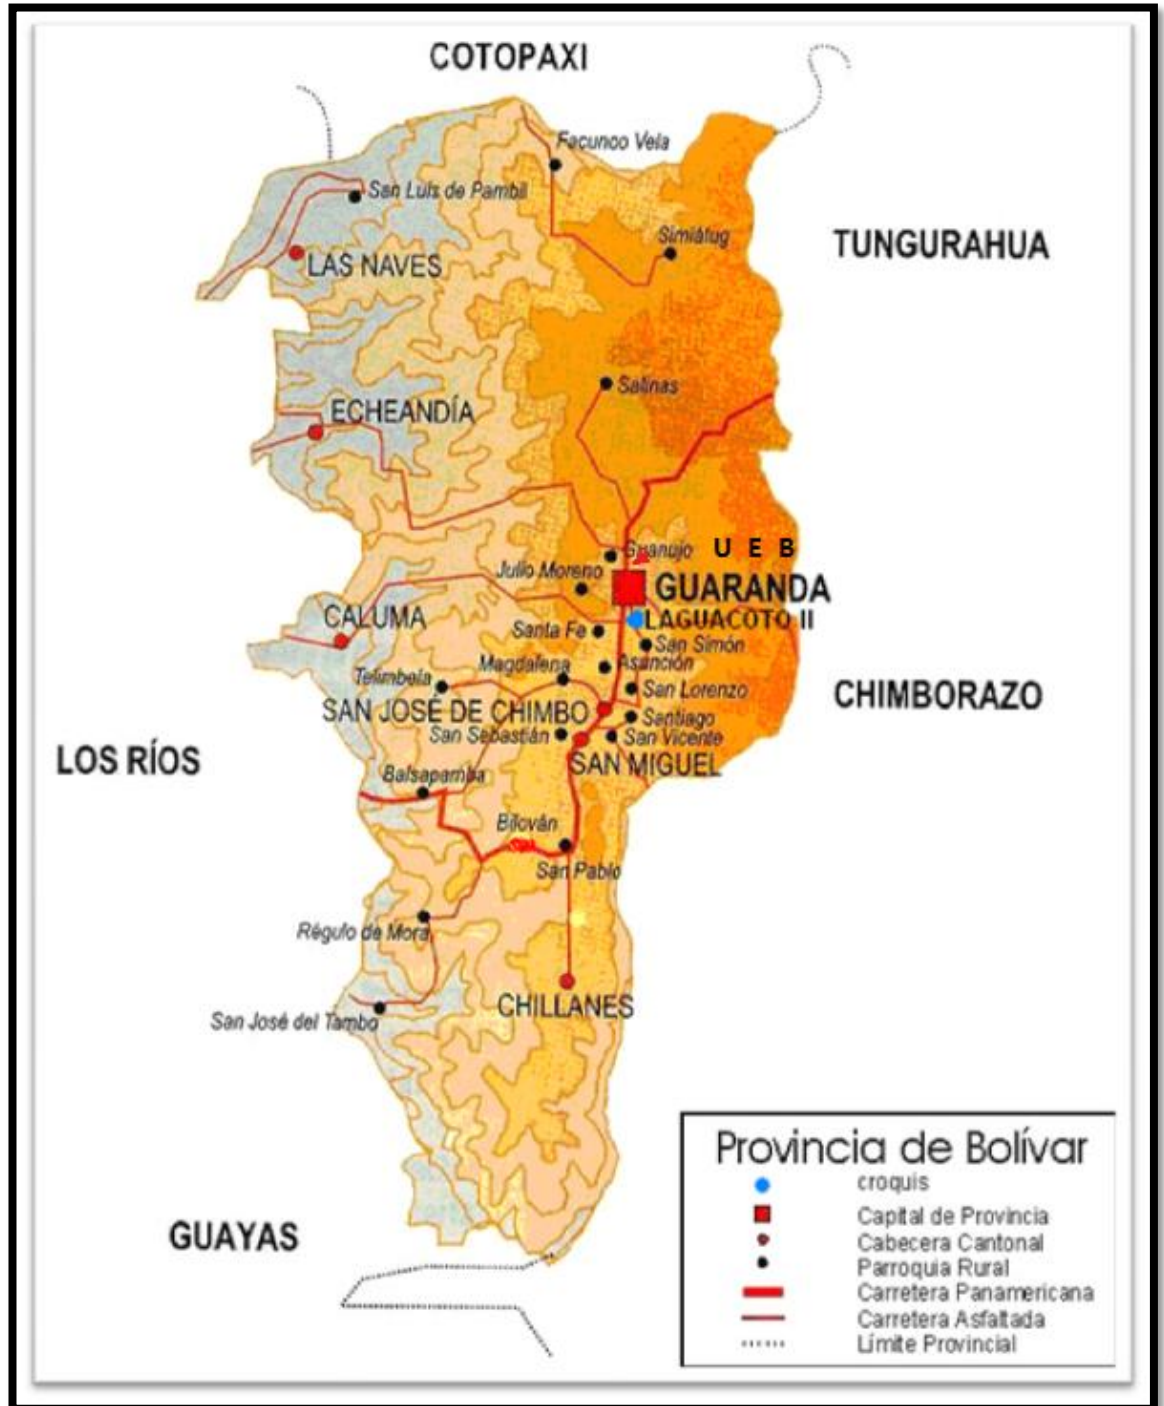 COTOPAXI
Facunoo Vela
San Luis de Pambil
Simiátug
TUNGURAHUA
LAS NAVES
Salinas
ECHEANDÍA
Guanujo
U E B
Julio Moreno
GUARANDA
CALUMA
LAGUACOTO II
Santa Fe
San Simón
Magdalena
Asunción
Telimbela
San Lorenzo
CHIMBORAZO
SAN JOSÉ DE CHIMBO
Santiago
San Sebastián
San Vicente
LOS RÍOS
SAN MIGUEL
Balsapamba
Bilován
San Pablo
Régulo de Mora
CHILLANES
San José del Tambo
GUAYAS
Provincia de Bolívar
croquis
Capital de Provincia
Cabecera Cantonal
Parroquia Rural
Carretera Panamericana
Carretera Asfaltada
Límite Provincial